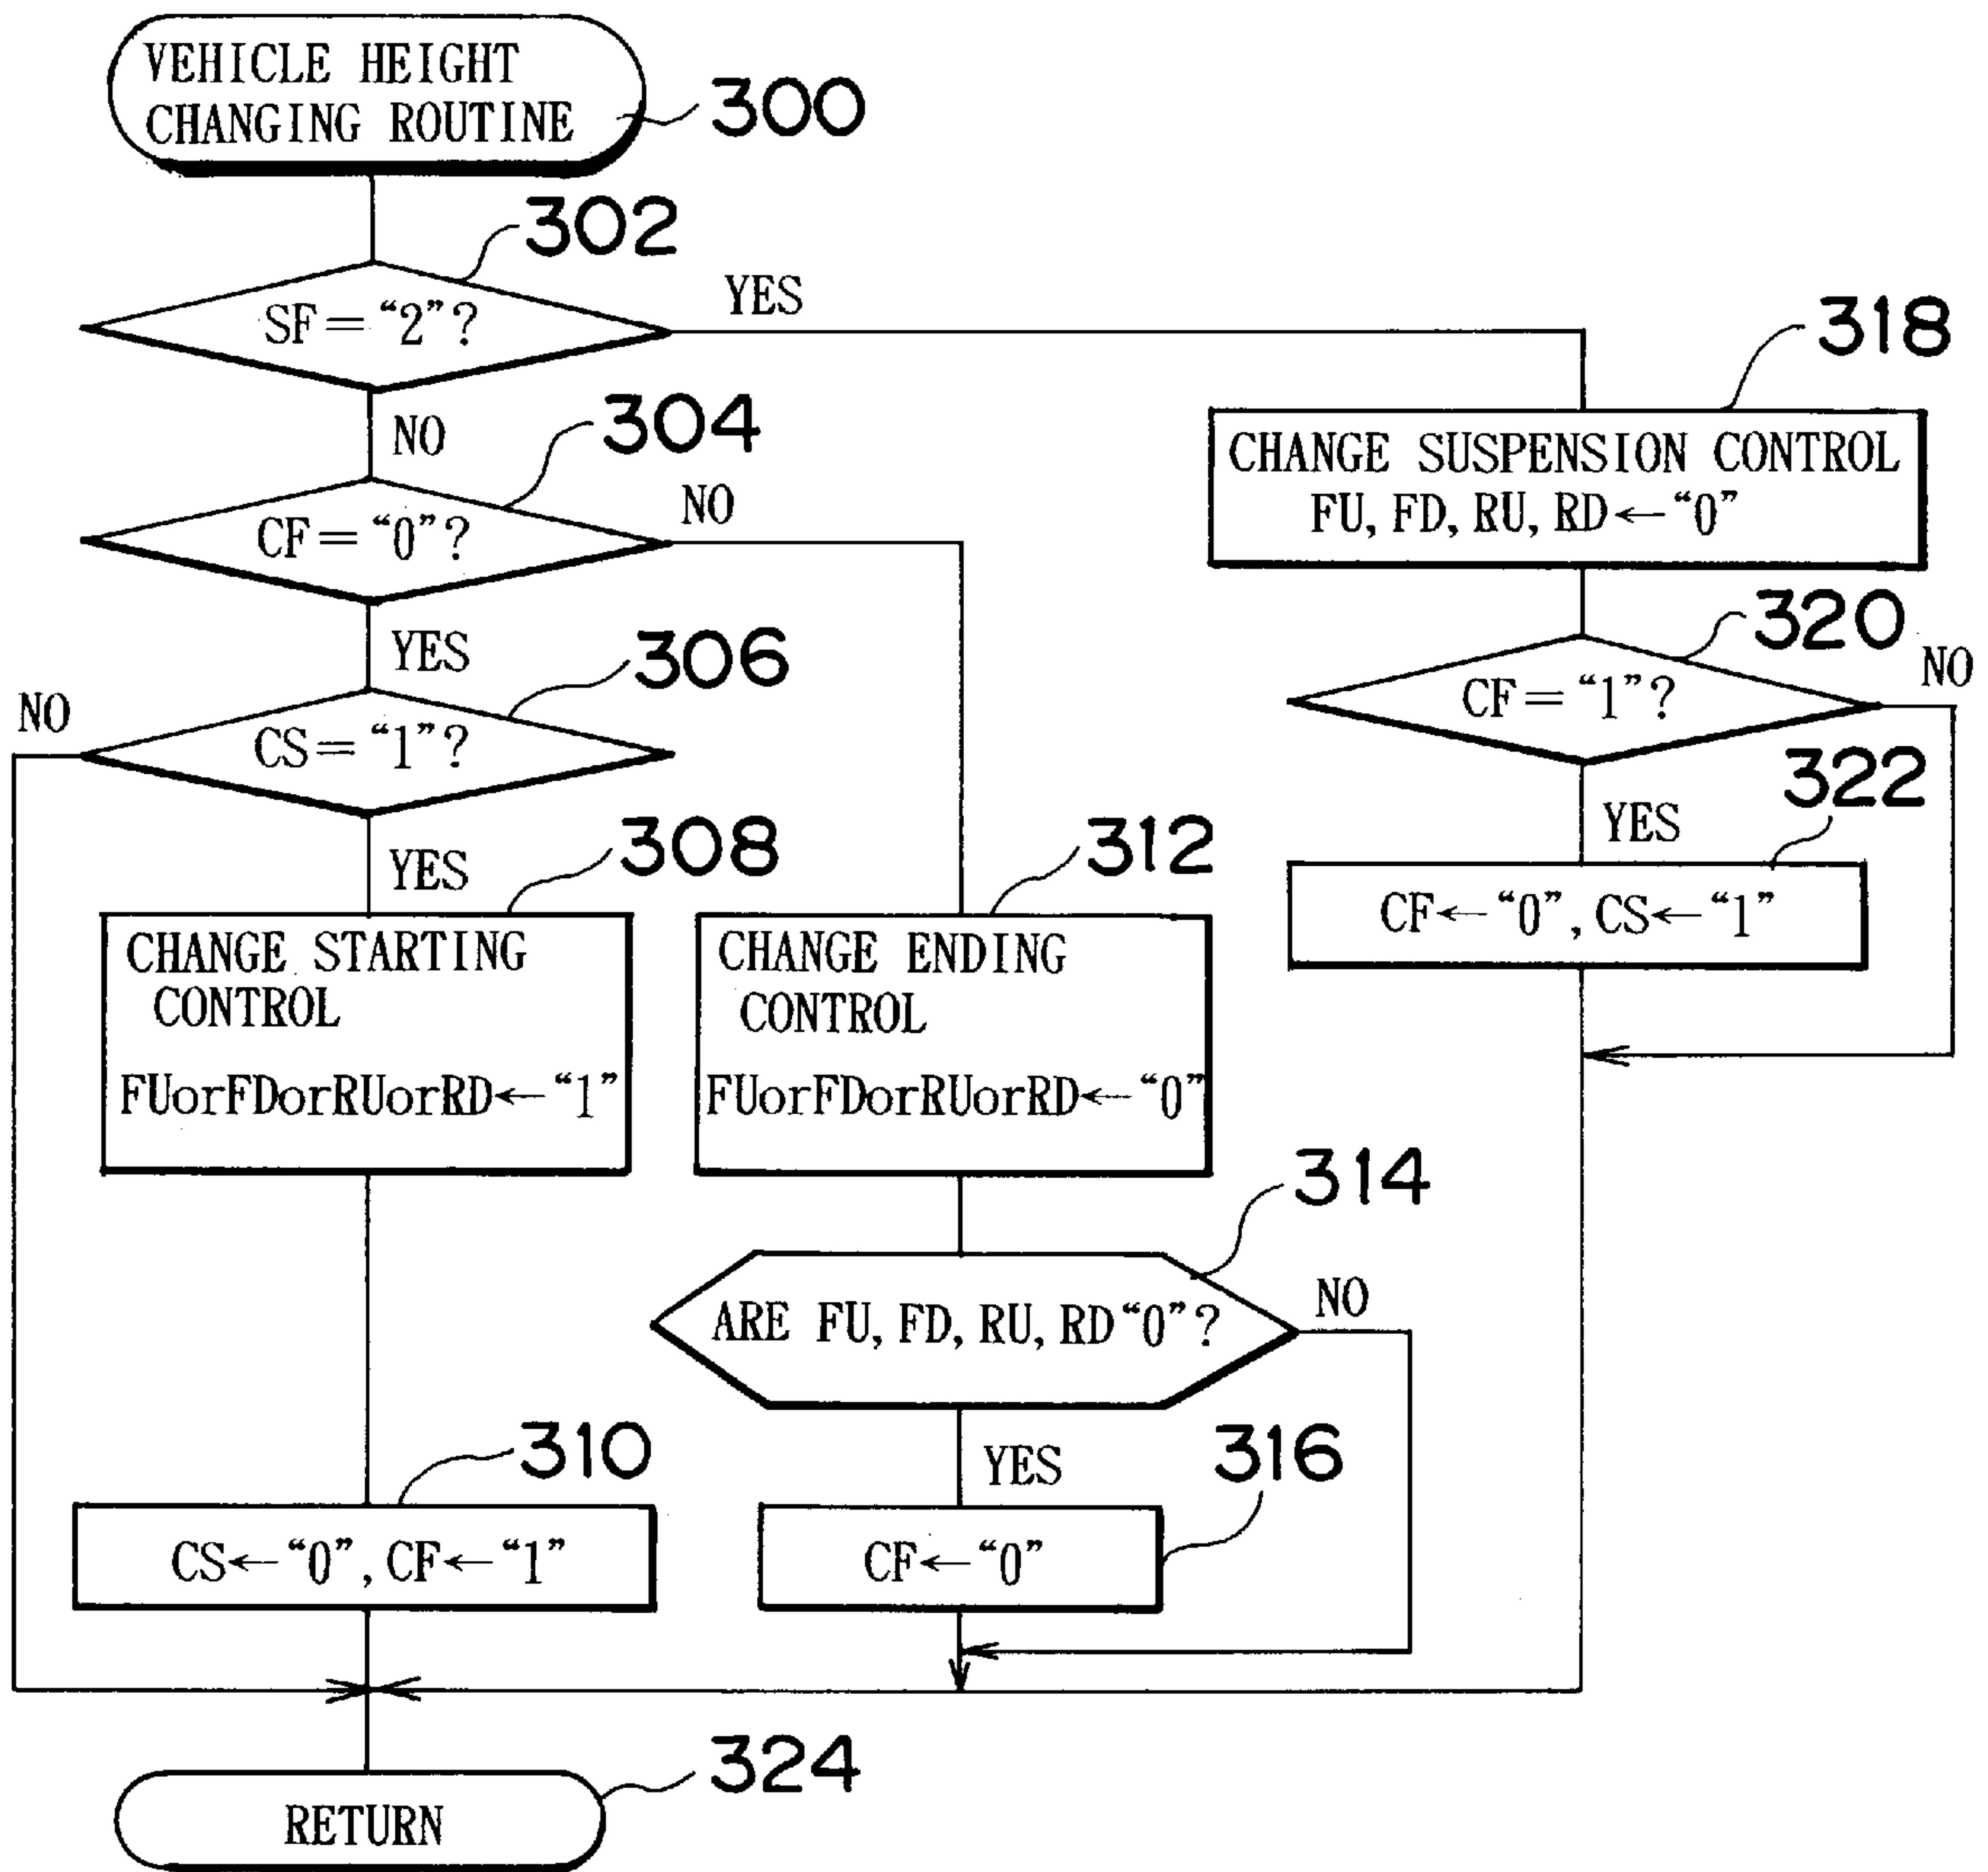 VEHICLE HEIGHT
CHANGING ROUTINE
300
302
SF="2"?
YES
NO
304
CF="0"?
NO
YES
306
NO
CS="1"?
YES
308
CHANGE STARTING
CONTROL
FUorFDorRUorRD←"1"
310
CS←"0", CF←"1"
312
CHANGE ENDING
CONTROL
FUorFDorRUorRD←"0"
314
ARE FU, FD, RU, RD"0"?
NO
YES
316
CF←"0"
318
CHANGE SUSPENSION CONTROL
FU, FD, RU, RD←"0"
320
CF="1"?
NO
YES
322
CF←"0", CS←"1"
324
RETURN